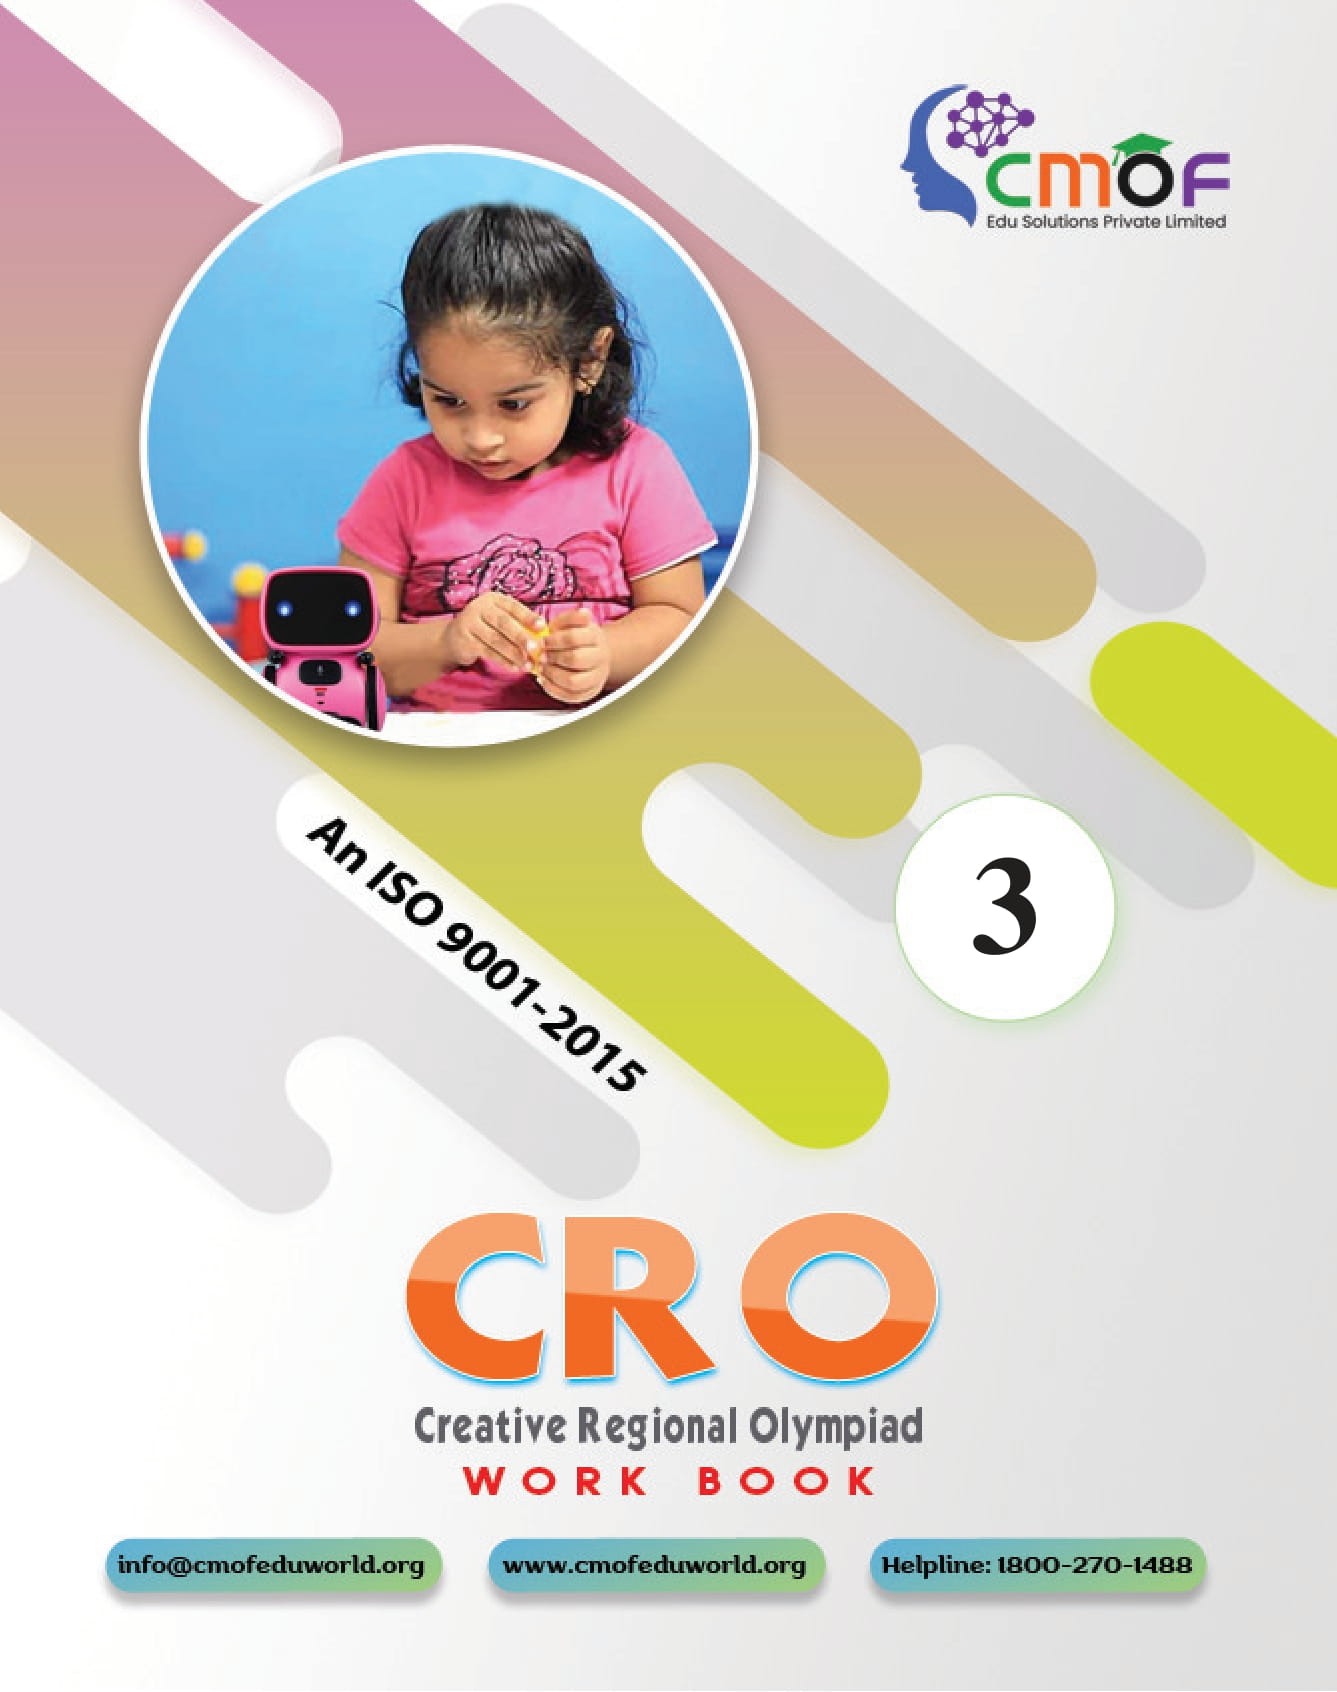 CMOF
Edu Solutions Private Limited
An ISO 9001-2015
3
CRO
Creative Regional Olympiad
WORK BOOK
info@cmofeduworld.org
www.cmofeduworld.org
Helpline: 1800-270-1488